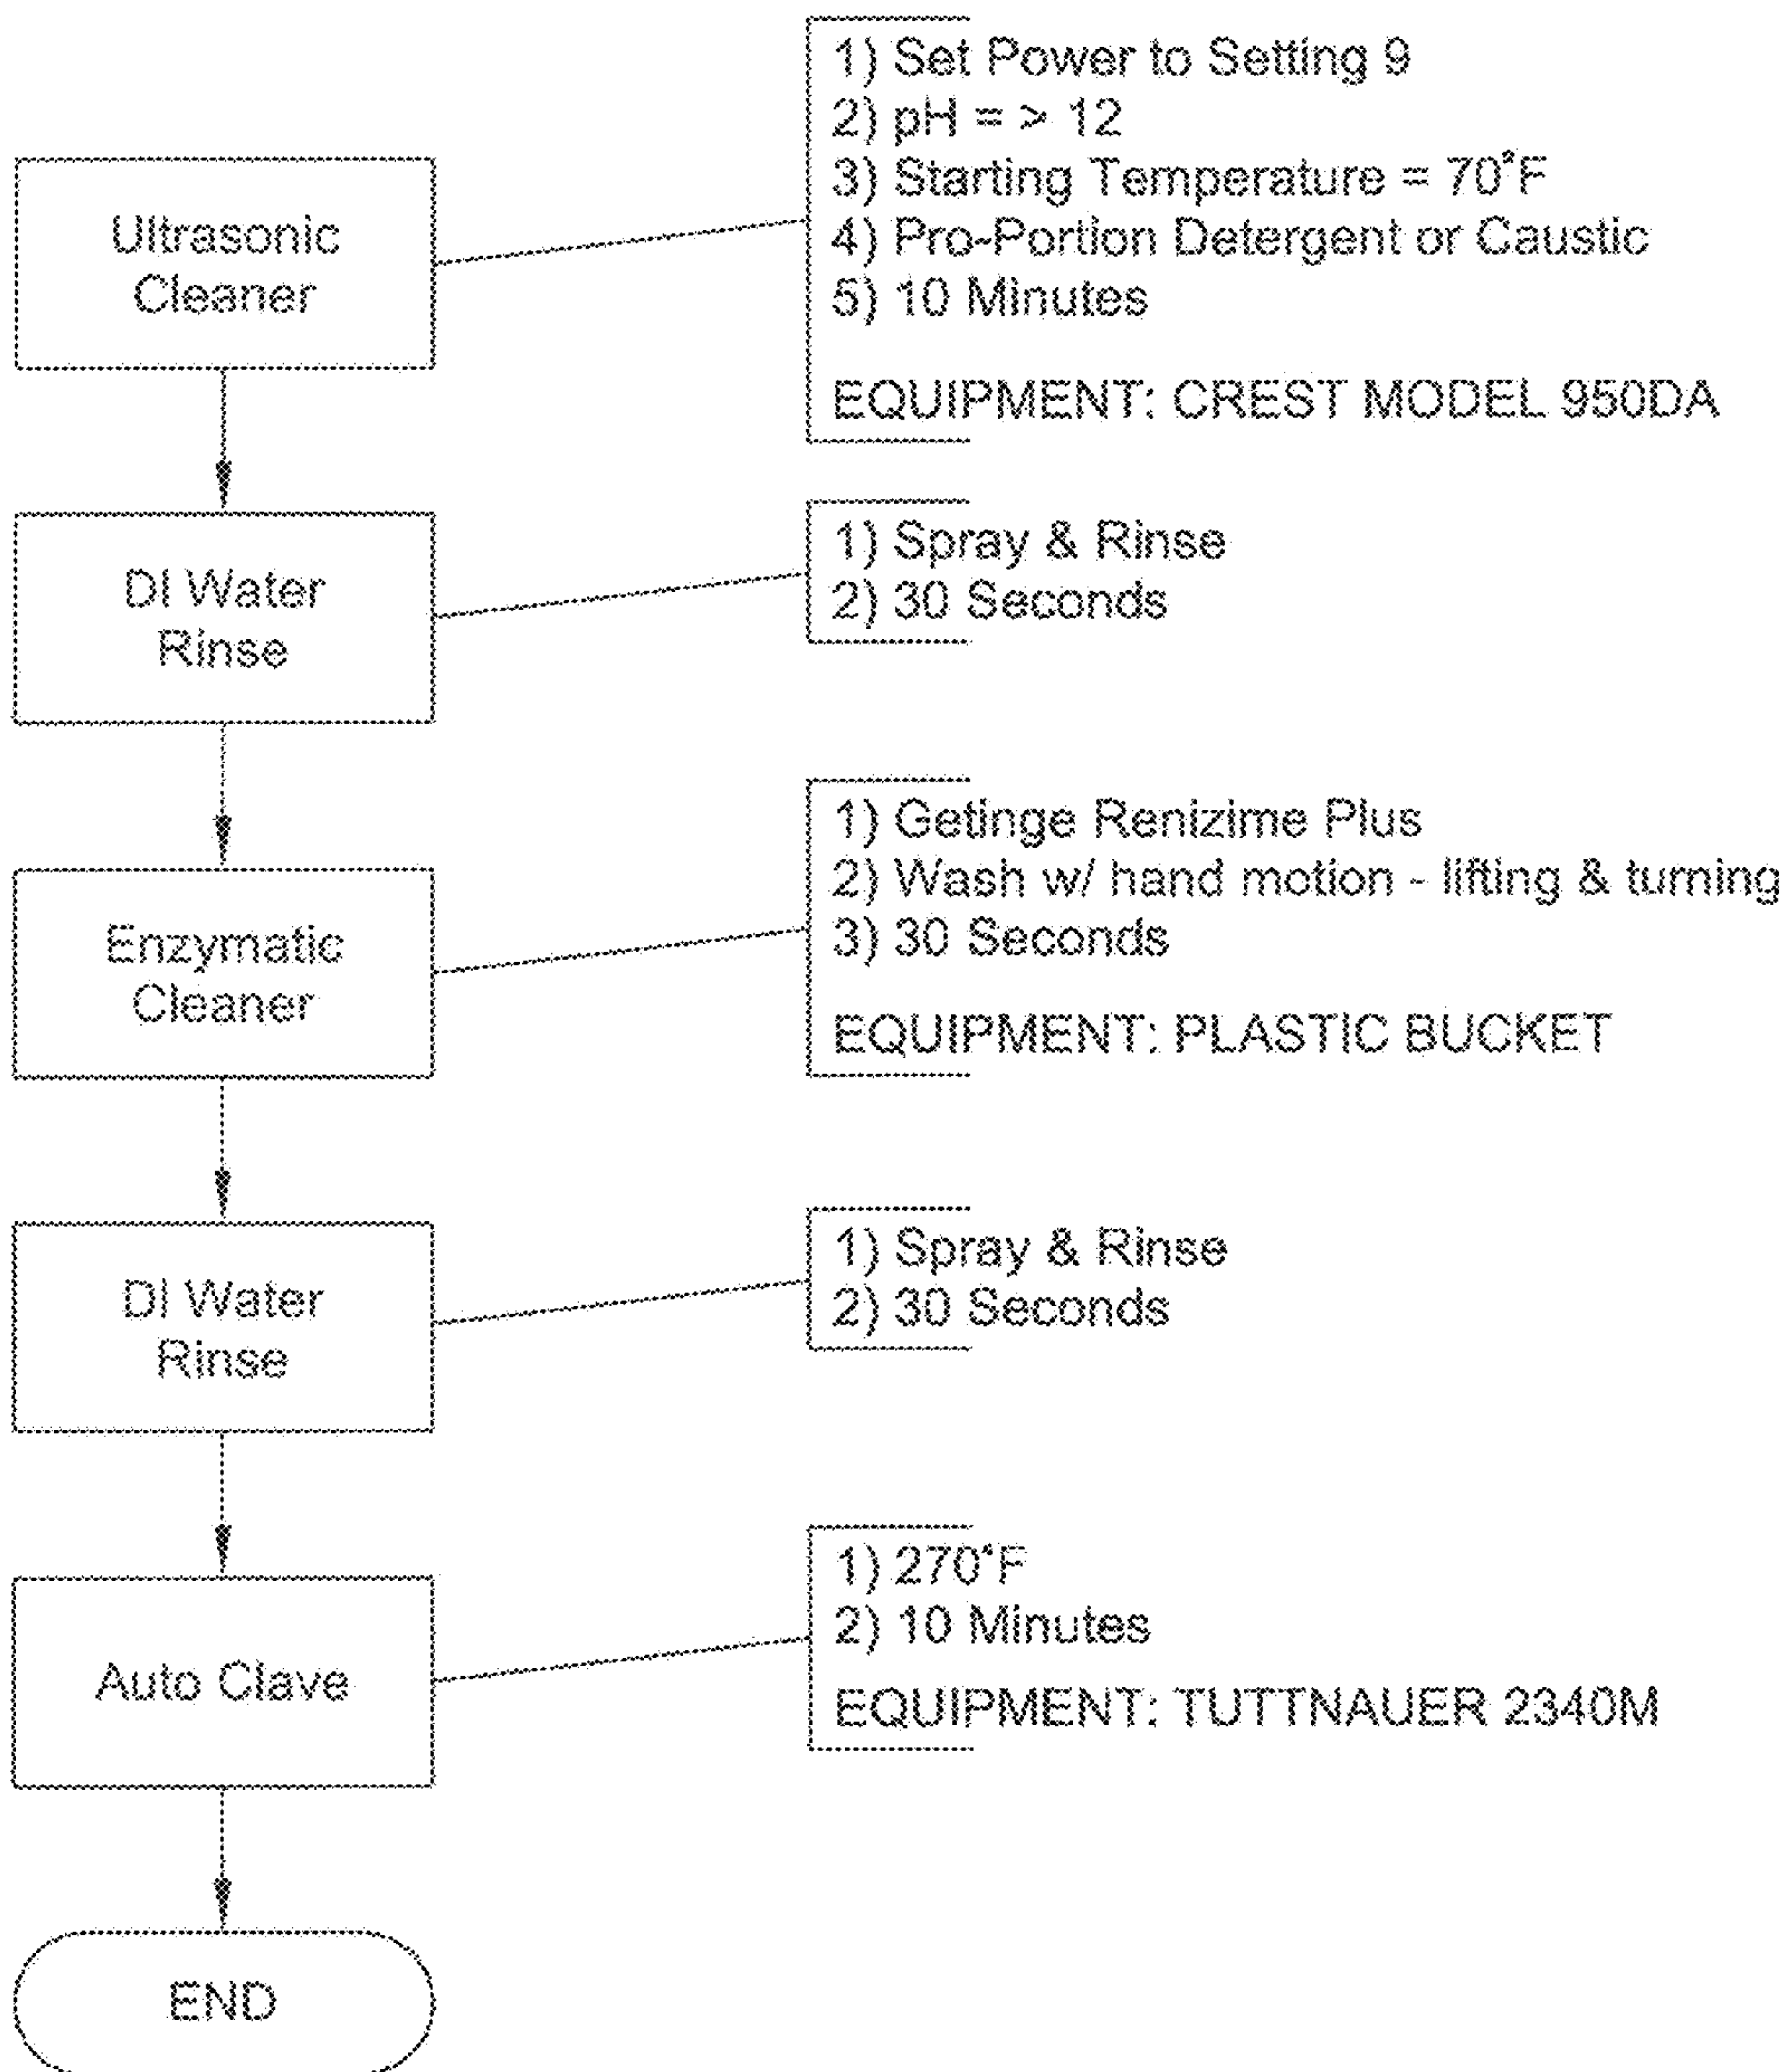 Ultrasonic
Cleaner
1) Set Power to Setting 9
2) pH = > 12
3) Starting Temperature = 70°F
4) Pro-Portion Detergent or Caustic
5) 10 Minutes
EQUIPMENT: CREST MODEL 950DA
DI Water
Rinse
1) Spray & Rinse
2) 30 Seconds
Enzymatic
Cleaner
1) Getinge Renizime Plus
2) Wash w/ hand motion - lifting & turning
3) 30 Seconds
EQUIPMENT: PLASTIC BUCKET
DI Water
Rinse
1) Spray & Rinse
2) 30 Seconds
Auto Clave
1) 270°F
2) 10 Minutes
EQUIPMENT: TUTTNAUER 2340M
END